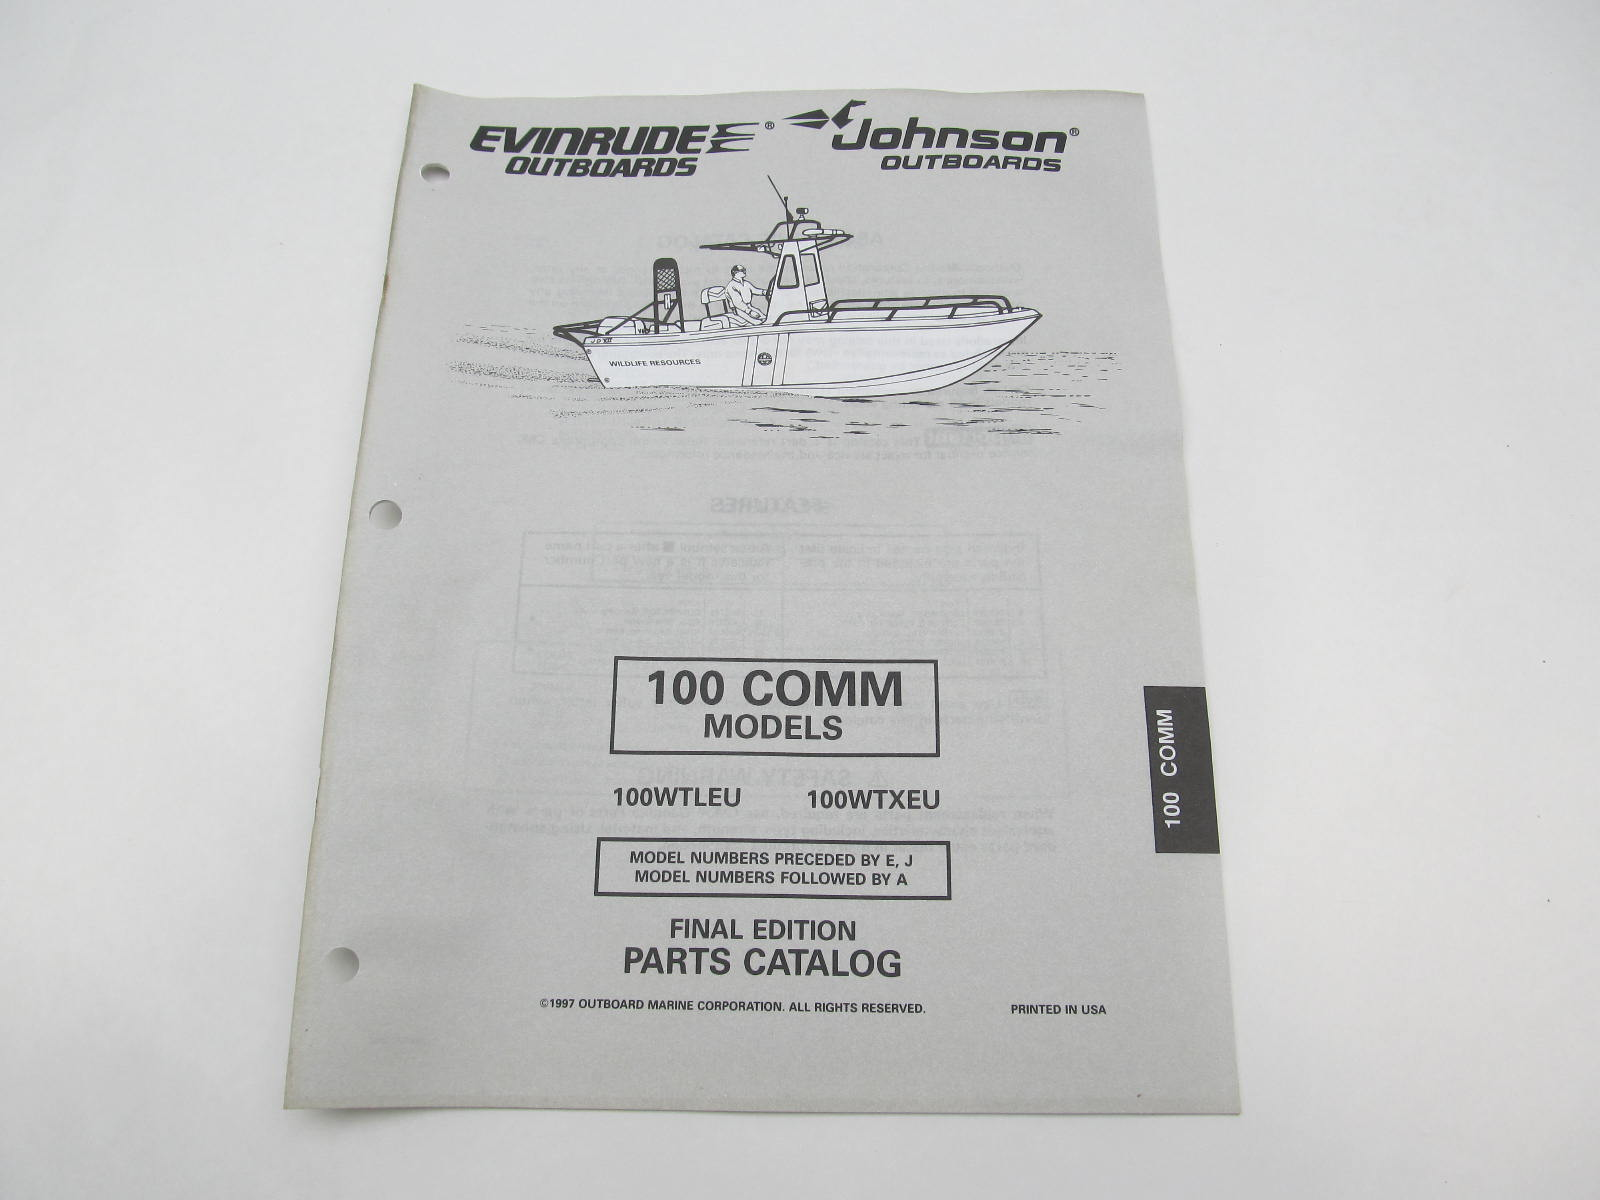 EVINRUDE®
OUTBOARDS
Johnson®
OUTBOARDS
WILDLIFE RESOURCES
100 COMM
MODELS
100WTLEU 100WTXEU
MODEL NUMBERS PRECEDED BY E, J
MODEL NUMBERS FOLLOWED BY A
FINAL EDITION
PARTS CATALOG
©1997 OUTBOARD MARINE CORPORATION. ALL RIGHTS RESERVED. PRINTED IN USA
100 COMM